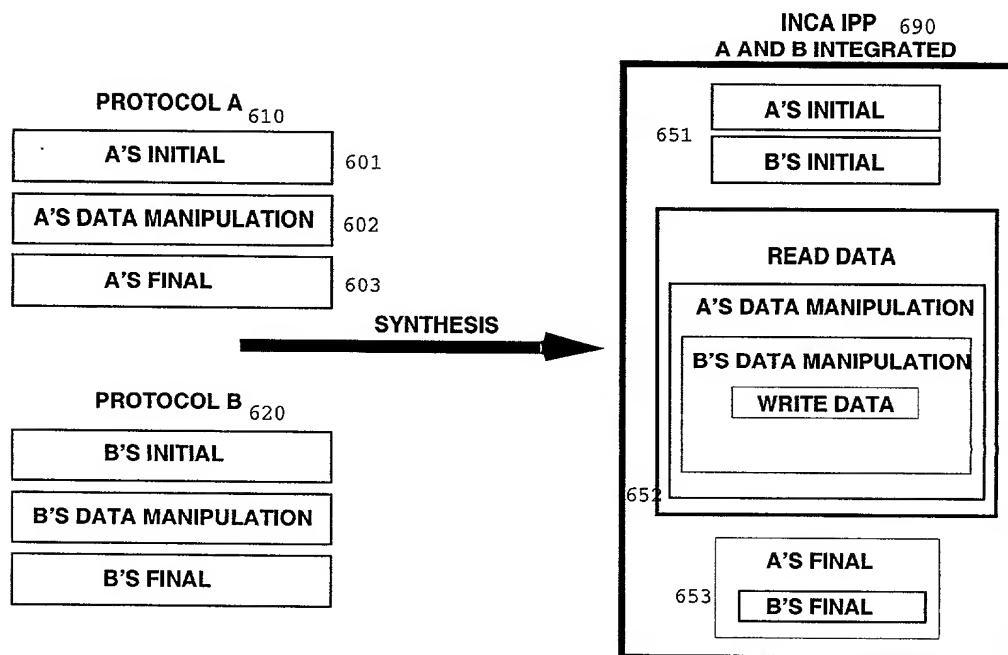 PROTOCOL A 610
A'S INITIAL 601
A'S DATA MANIPULATION 602
A'S FINAL 603
SYNTHESIS
PROTOCOL B 620
B'S INITIAL
B'S DATA MANIPULATION
B'S FINAL
INCA IPP 690
A AND B INTEGRATED
A'S INITIAL
651
B'S INITIAL
READ DATA
A'S DATA MANIPULATION
B'S DATA MANIPULATION
WRITE DATA
652
A'S FINAL
653
B'S FINAL